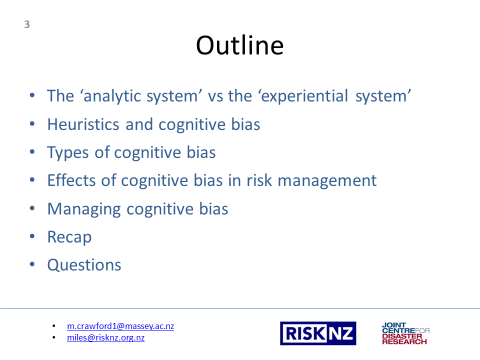 3
Outline
• The ‘analytic system’ vs the ‘experiential system’
• Heuristics and cognitive bias
• Types of cognitive bias
• Effects of cognitive bias in risk management
• Managing cognitive bias
• Recap
• Questions
• m.crawford1@massey.ac.nz
• miles@risknz.org.nz
RISKNZ
JOINT
CENTREFOR
DISASTER
RESEARCH